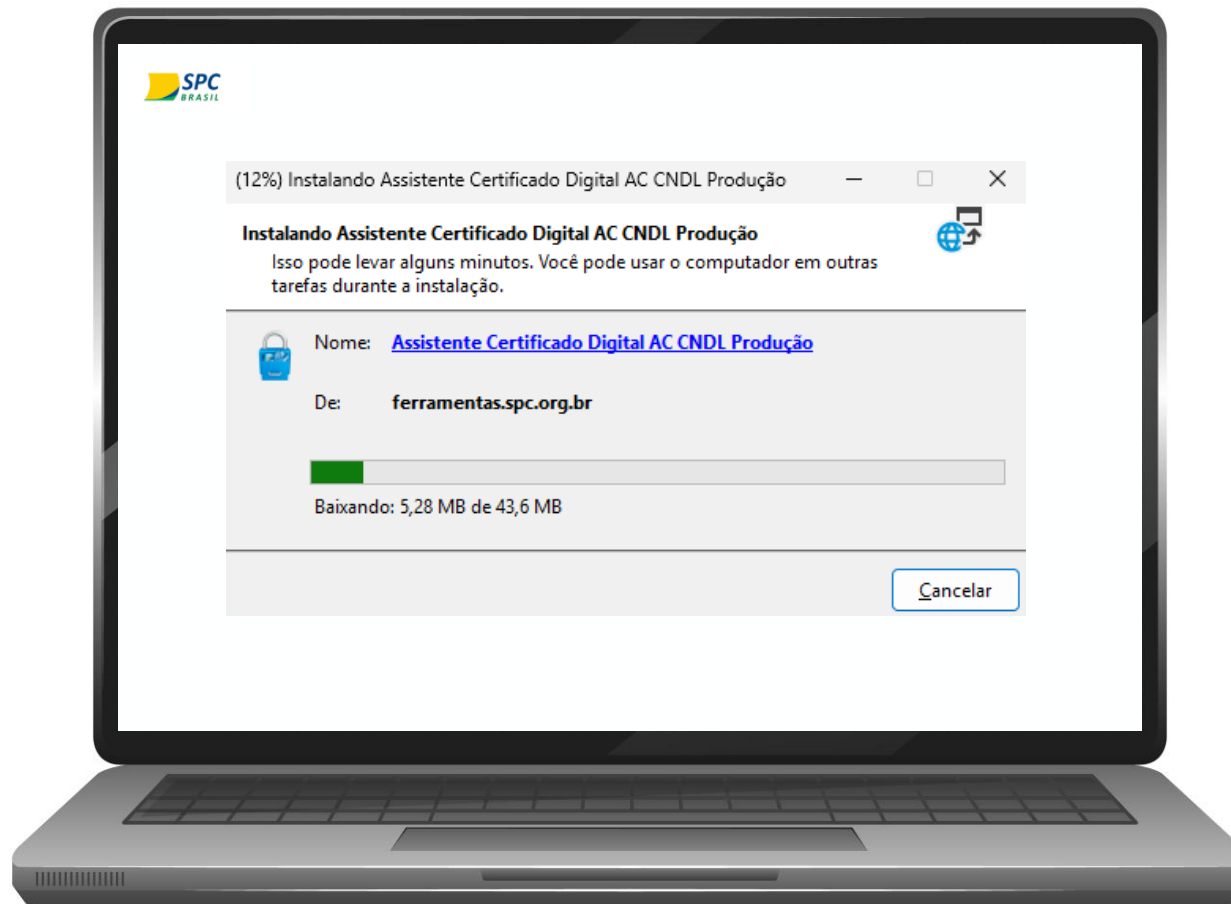 SPC
BRASIL
(12%) Instalando Assistente Certificado Digital AC CNDL Produção
Instalando Assistente Certificado Digital AC CNDL Produção
Isso pode levar alguns minutos. Você pode usar o computador em outras
tarefas durante a instalação.
Nome: Assistente Certificado Digital AC CNDL Produção
De: ferramentas.spc.org.br
Baixando: 5,28 MB de 43,6 MB
Cancelar